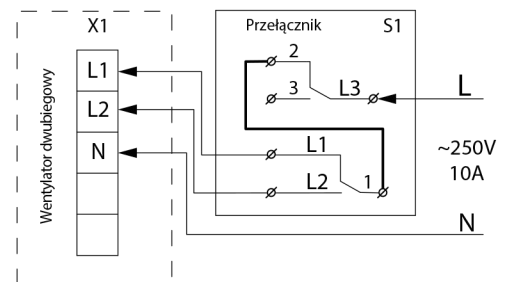 X1
Przełącznik S1
L1
L2
N
Wentylator dwubiegowy
2
3
L3
L1
L2
1
L
~250V
10A
N